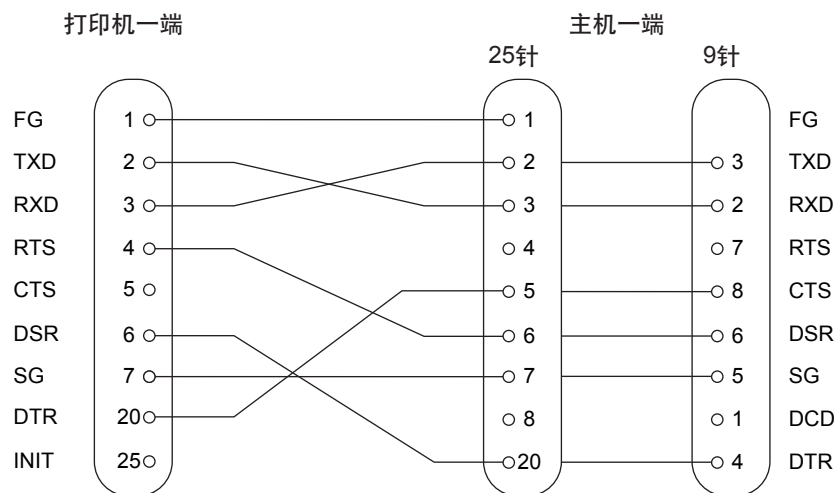 打印机一端 主机一端
25针 9针
FG 1 1 FG
TXD 2 2 3 TXD
RXD 3 3 2 RXD
RTS 4 4 7 RTS
CTS 5 5 8 CTS
DSR 6 6 6 DSR
SG 7 7 5 SG
DTR 20 8 1 DCD
INIT 25 20 4 DTR